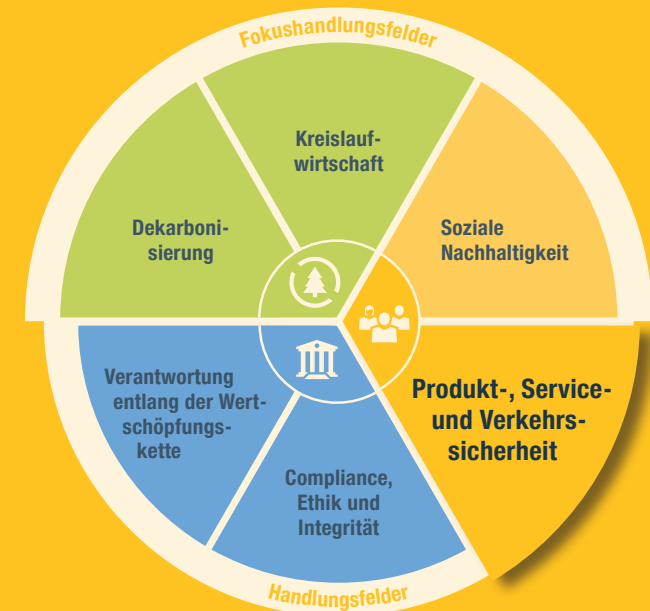 Fokushandlungsfelder
Kreislauf-
wirtschaft
Dekarboni-
sierung
Soziale
Nachhaltigkeit
Verantwortung
entlang der Wert-
schöpfungs-
kette
Produkt-, Service-
und Verkehrs-
sicherheit
Compliance,
Ethik und
Integrität
Handlungsfelder